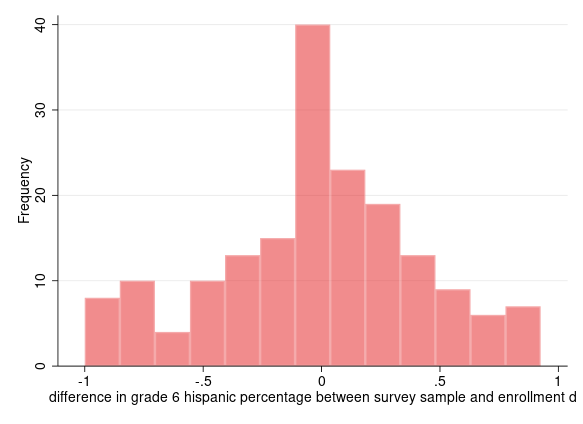 40
30
20
10
0
Frequency
-1 -.5 0 .5 1
difference in grade 6 hispanic percentage between survey sample and enrollment d